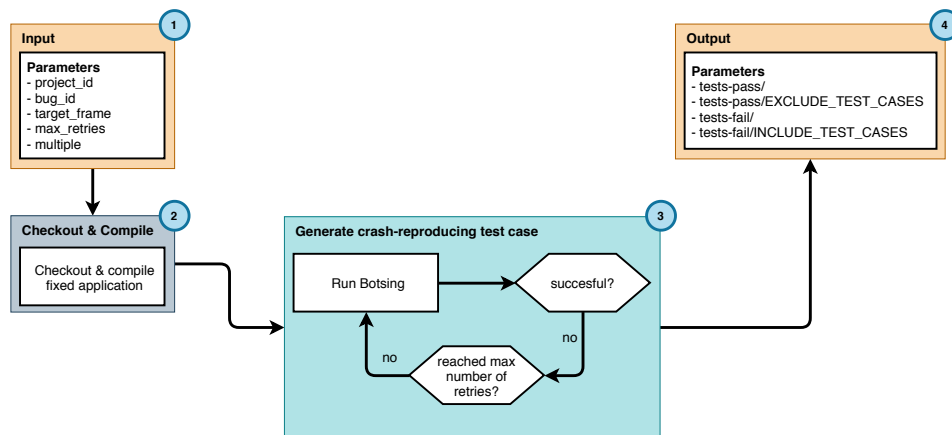 1
Input
Parameters
- project_id
- bug_id
- target_frame
- max_retries
- multiple
2
Checkout & Compile
Checkout & compile
fixed application
3
Generate crash-reproducing test case
Run Botsing
succesful?
no
reached max
number of
retries?
no
4
Output
Parameters
- tests-pass/
- tests-pass/EXCLUDE_TEST_CASES
- tests-fail/
- tests-fail/INCLUDE_TEST_CASES